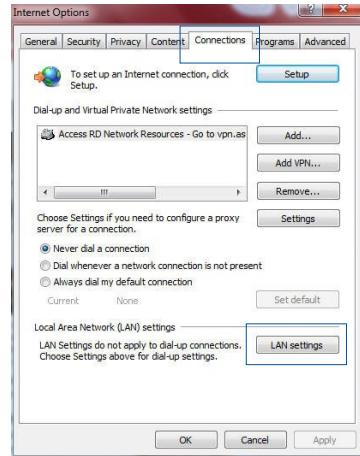 Internet Options
General Security Privacy Content Connections Programs Advanced
To set up an Internet connection, click
Setup.
Setup
Dial-up and Virtual Private Network settings
Access RD Network Resources - Go to vpn.as
Add...
Add VPN...
Remove...
Choose Settings if you need to configure a proxy
server for a connection.
Settings
Never dial a connection
Dial whenever a network connection is not present
Always dial my default connection
Current None
Set default
Local Area Network (LAN) settings
LAN Settings do not apply to dial-up connections.
Choose Settings above for dial-up settings.
LAN settings
OK Cancel Apply